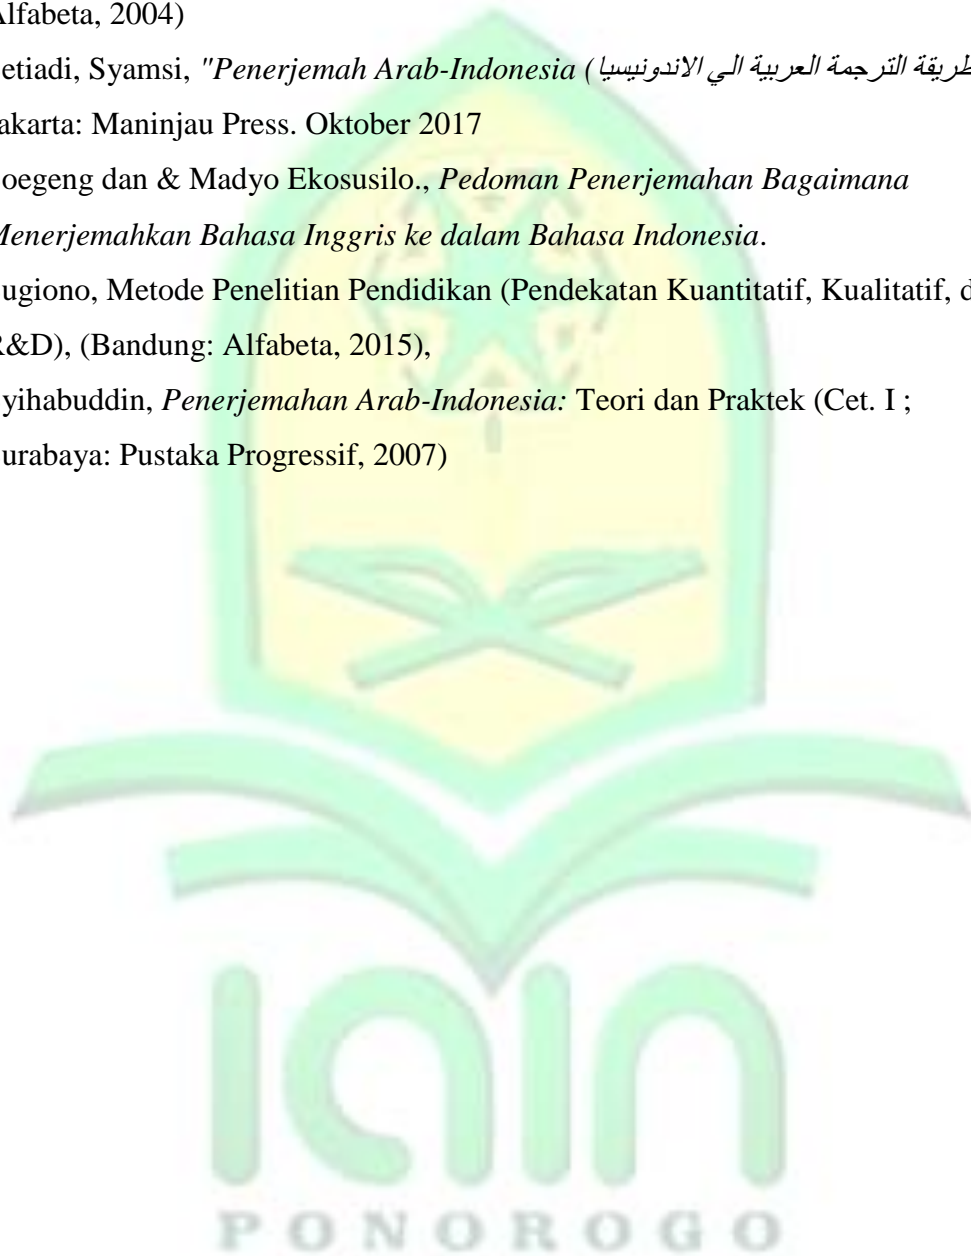 Alfabeta, 2004)
etiadi, Syamsi, "Penerjemah Arab-Indonesia (طريقة الترجمة العربية الي الاندونيسيا
akarta: Maninjau Press. Oktober 2017
oegeng dan & Madyo Ekosusilo., Pedoman Penerjemahan Bagaimana
Menerjemahkan Bahasa Inggris ke dalam Bahasa Indonesia.
ugiono, Metode Penelitian Pendidikan (Pendekatan Kuantitatif, Kualitatif, d
R&D), (Bandung: Alfabeta, 2015),
yihabuddin, Penerjemahan Arab-Indonesia: Teori dan Praktek (Cet. I ;
urabaya: Pustaka Progressif, 2007)
iain
PONOROGO